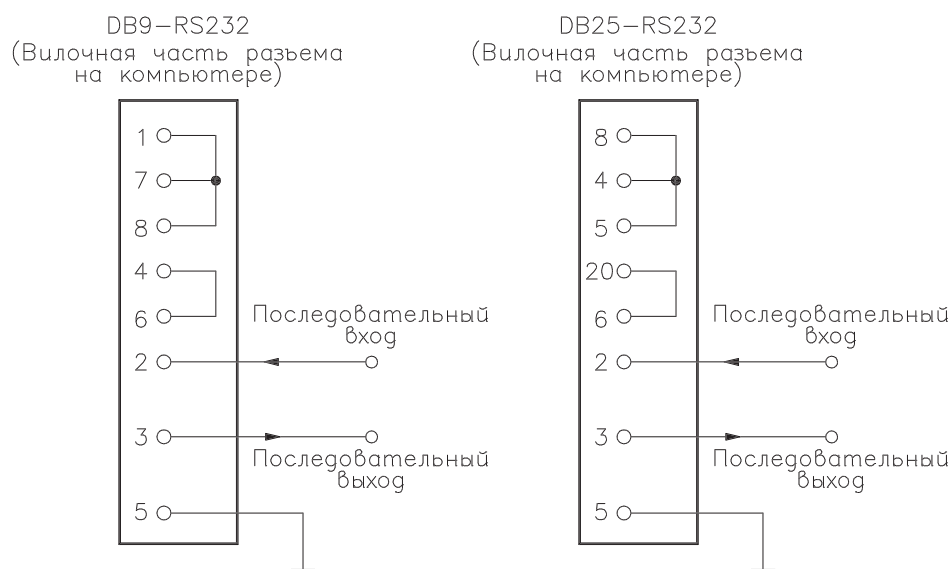 DB9-RS232
(Вилочная часть разъема
на компьютере)
1
7
8
4
6
2
3
5
Последовательный
вход
Последовательный
выход
DB25-RS232
(Вилочная часть разъема
на компьютере)
8
4
5
20
6
2
3
5
Последовательный
вход
Последовательный
выход